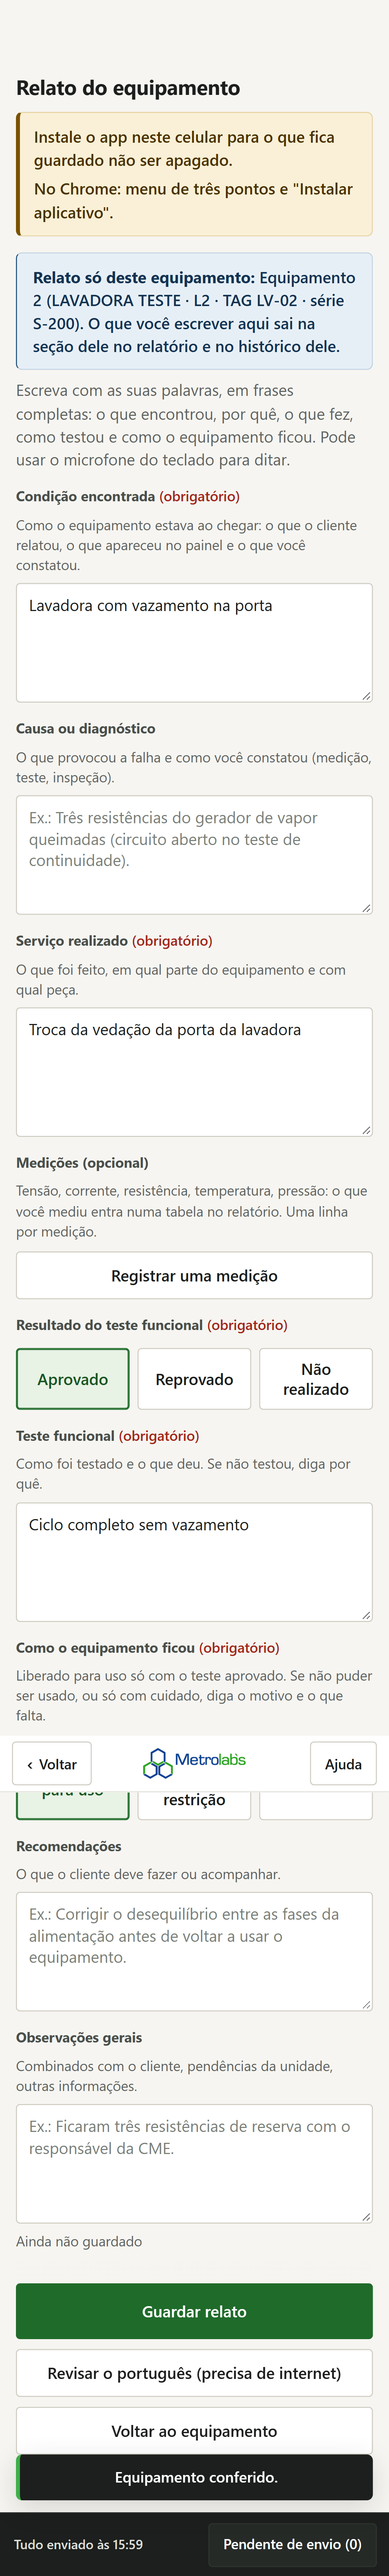 Relato do equipamento
Instale o app neste celular para o que fica
guardado não ser apagado.
No Chrome: menu de três pontos e "Instalar
aplicativo".
Relato só deste equipamento: Equipamento
2 (LAVADORA TESTE · L2 · TAG LV-02 · série
S-200). O que você escrever aqui sai na
seção dele no relatório e no histórico dele.
Escreva com as suas palavras, em frases
completas: o que encontrou, por quê, o que fez,
como testou e como o equipamento ficou. Pode
usar o microfone do teclado para ditar.
Condição encontrada (obrigatório)
Como o equipamento estava ao chegar: o que o cliente
relatou, o que apareceu no painel e o que você
constatou.
Lavadora com vazamento na porta
Causa ou diagnóstico
O que provocou a falha e como você constatou (medição,
teste, inspeção).
Ex.: Três resistências do gerador de vapor
queimadas (circuito aberto no teste de
continuidade).
Serviço realizado (obrigatório)
O que foi feito, em qual parte do equipamento e com
qual peça.
Troca da vedação da porta da lavadora
Medições (opcional)
Tensão, corrente, resistência, temperatura, pressão: o que
você mediu entra numa tabela no relatório. Uma linha
por medição.
Registrar uma medição
Resultado do teste funcional (obrigatório)
Aprovado
Reprovado
Não
realizado
Teste funcional (obrigatório)
Como foi testado e o que deu. Se não testou, diga por
quê.
Ciclo completo sem vazamento
Como o equipamento ficou (obrigatório)
Liberado para uso só com o teste aprovado. Se não puder
ser usado, ou só com cuidado, diga o motivo e o que
falta.
‹ Voltar
Metrolabs
Ajuda
para uso
restrição
Recomendações
O que o cliente deve fazer ou acompanhar.
Ex.: Corrigir o desequilíbrio entre as fases da
alimentação antes de voltar a usar o
equipamento.
Observações gerais
Combinados com o cliente, pendências da unidade,
outras informações.
Ex.: Ficaram três resistências de reserva com o
responsável da CME.
Ainda não guardado
Guardar relato
Revisar o português (precisa de internet)
Voltar ao equipamento
Equipamento conferido.
Tudo enviado às 15:59
Pendente de envio (0)